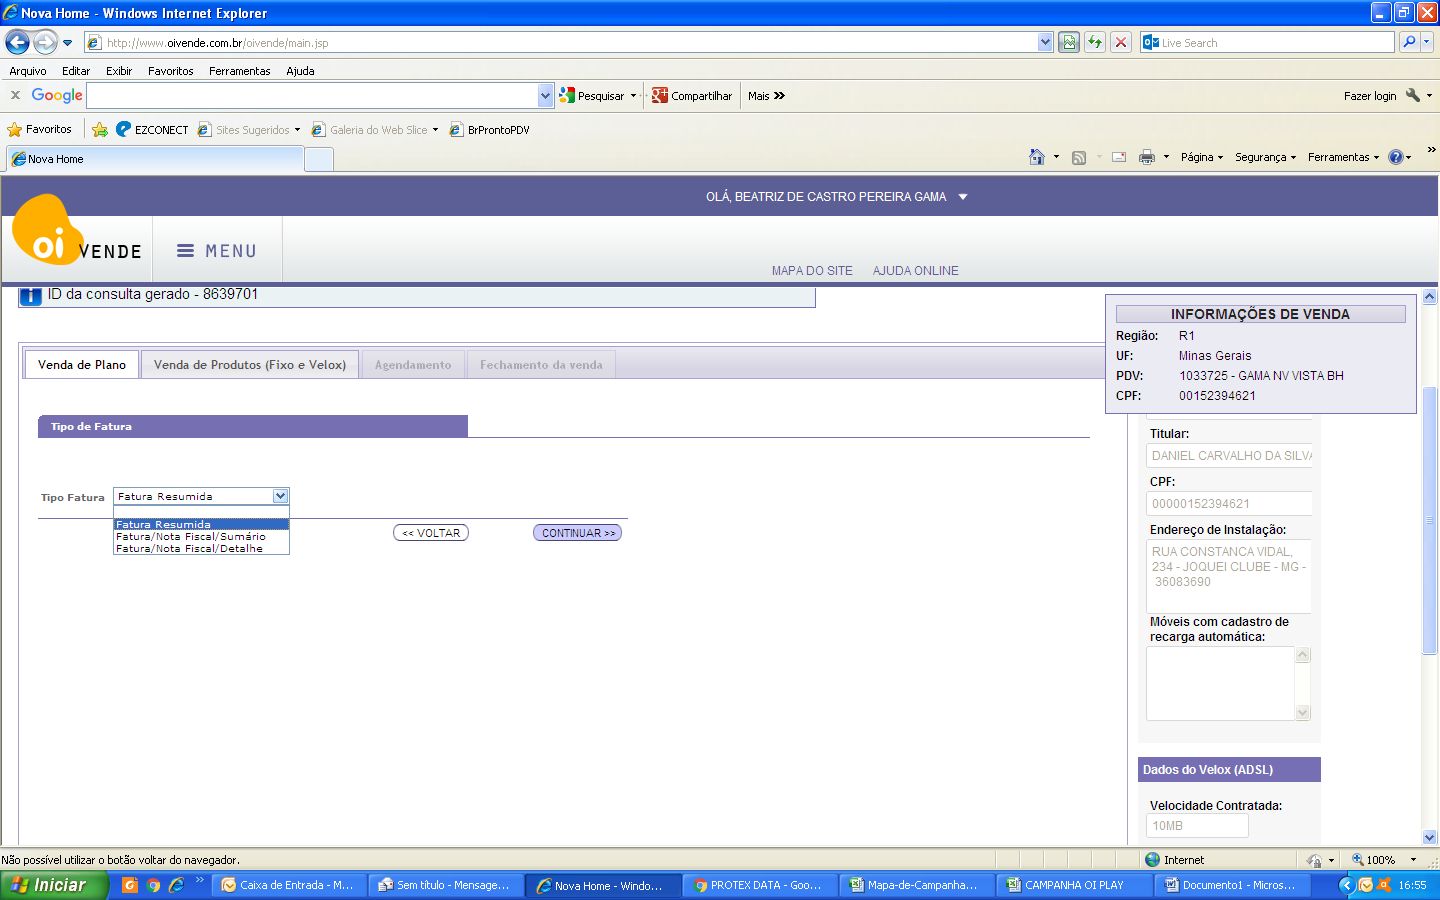 Nova Home - Windows Internet Explorer
http://www.oivende.com.br/oivende/main.jsp
Live Search
Arquivo Editar Exibir Favoritos Ferramentas Ajuda
x Google Pesquisar Compartilhar Mais >> Fazer login
Favoritos EZCONECT Sites Sugeridos Galeria do Web Slice BrProntoPDV
Nova Home
Página Segurança Ferramentas
OLÁ, BEATRIZ DE CASTRO PEREIRA GAMA
oi VENDE
MENU
MAPA DO SITE AJUDA ONLINE
ID da consulta gerado - 8639701
INFORMAÇÕES DE VENDA
Região: R1
UF: Minas Gerais
PDV: 1033725 - GAMA NV VISTA BH
CPF: 00152394621
Venda de Plano Venda de Produtos (Fixo e Velox) Agendamento Fechamento da venda
Tipo de Fatura
Tipo Fatura Fatura Resumida
Fatura Resumida
Fatura/Nota Fiscal/Sumário
Fatura/Nota Fiscal/Detalhe
<< VOLTAR CONTINUAR >>
Titular:
DANIEL CARVALHO DA SILVA
CPF:
00000152394621
Endereço de Instalação:
RUA CONSTANCA VIDAL,
234 - JOQUEI CLUBE - MG -
36083690
Móveis com cadastro de
recarga automática:
Dados do Velox (ADSL)
Velocidade Contratada:
10MB
Não possível utilizar o botão voltar do navegador.
Internet
100%
Iniciar
Caixa de Entrada - M...
Sem título - Mensage...
Nova Home - Windo...
PROTEX DATA - Goo...
Mapa-de-Campanha...
CAMPANHA OI PLAY
Documento1 - Micros...
16:55